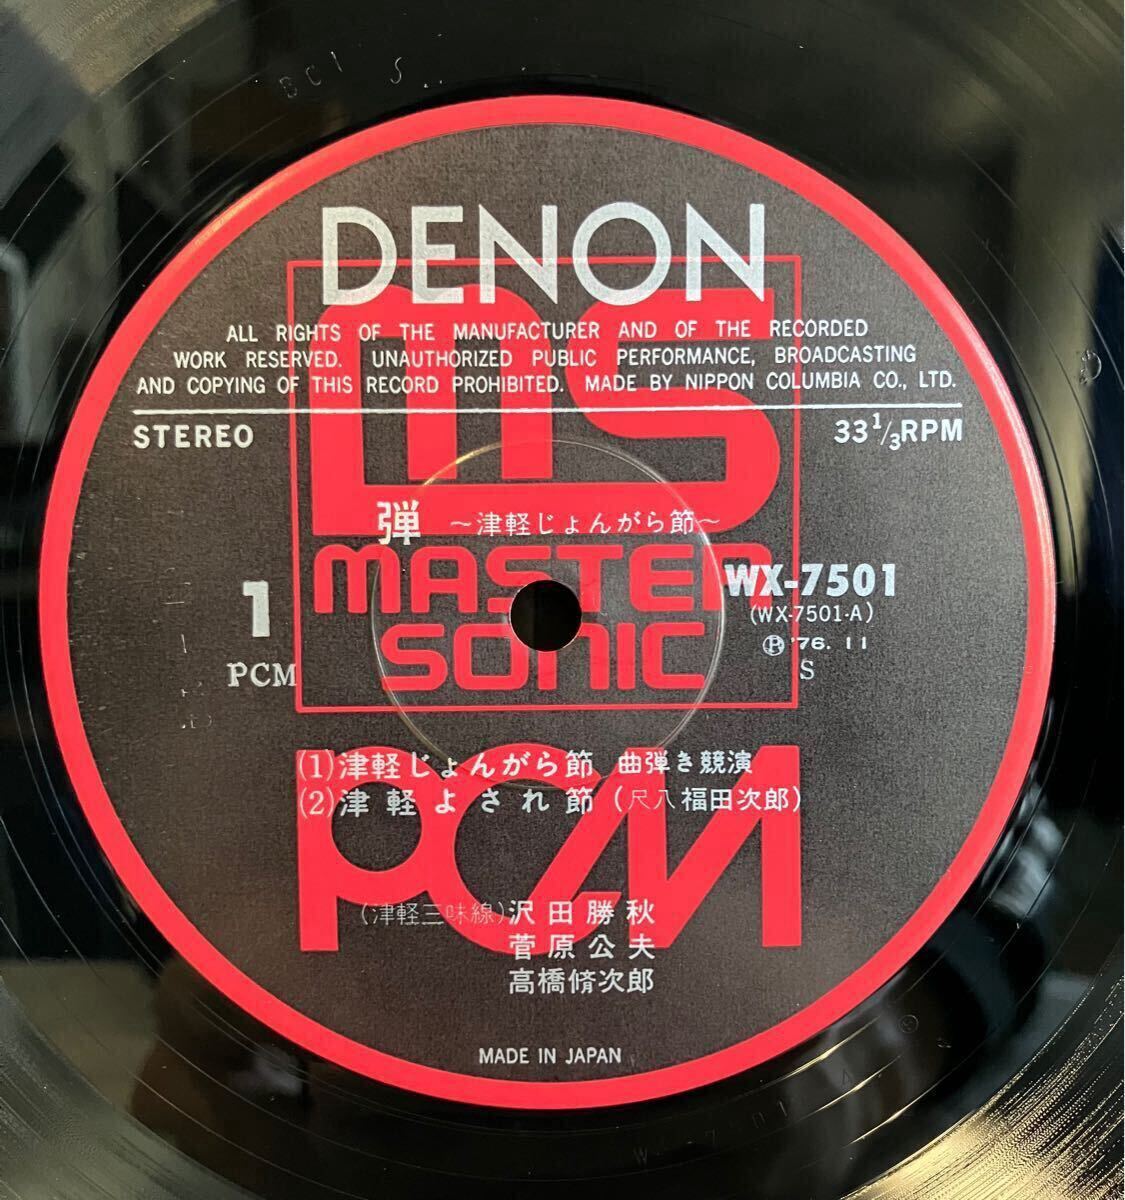 BC1 S
DENON
ALL RIGHTS OF THE MANUFACTURER AND OF THE RECORDED
WORK RESERVED. UNAUTHORIZED PUBLIC PERFORMANCE, BROADCASTING
AND COPYING OF THIS RECORD PROHIBITED. MADE BY NIPPON COLUMBIA CO., LTD.
STEREO 33 1/3 RPM
ms
弾 〜津軽じょんがら節〜
MASTER
SONIC
WX-7501
(WX-7501-A)
Ⓟ '76. 11
S
1
PCM
PCM
(1)津軽じょんがら節 曲弾き競演
(2)津軽よされ節 (尺八 福田次郎)
(津軽三味線)沢田勝秋
菅原公夫
高橋脩次郎
MADE IN JAPAN